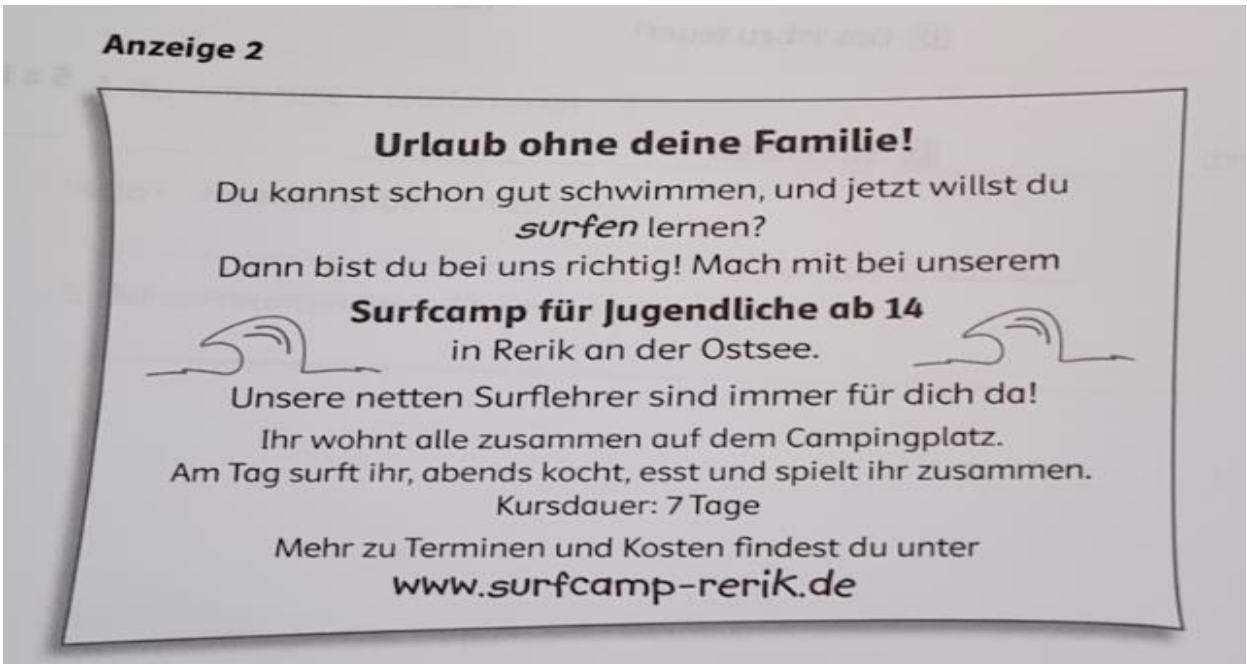 Anzeige 2
Urlaub ohne deine Familie!
Du kannst schon gut schwimmen, und jetzt willst du
surfen lernen?
Dann bist du bei uns richtig! Mach mit bei unserem
Surfcamp für Jugendliche ab 14
in Rerik an der Ostsee.
Unsere netten Surflehrer sind immer für dich da!
Ihr wohnt alle zusammen auf dem Campingplatz.
Am Tag surft ihr, abends kocht, esst und spielt ihr zusammen.
Kursdauer: 7 Tage
Mehr zu Terminen und Kosten findest du unter
www.surfcamp-rerik.de